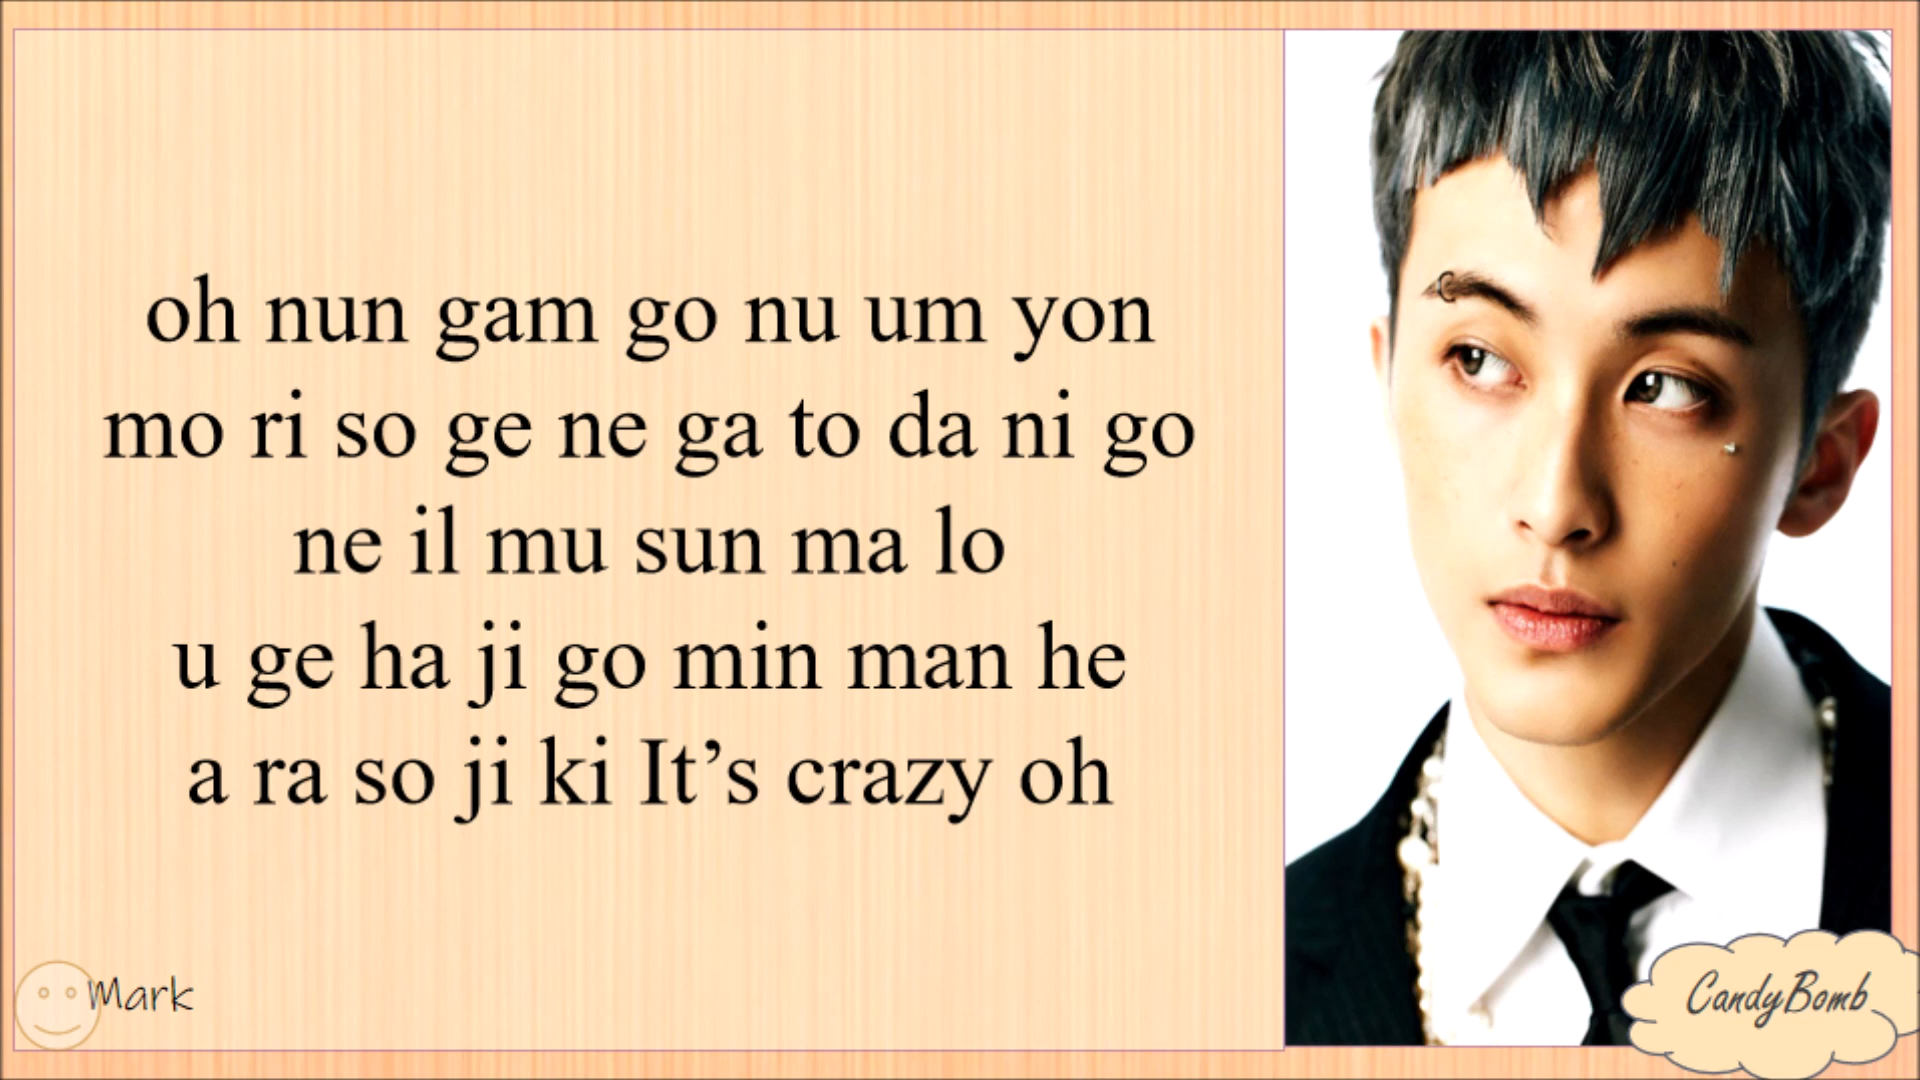 oh nun gam go nu um yon
mo ri so ge ne ga to da ni go
ne il mu sun ma lo
u ge ha ji go min man he
a ra so ji ki It’s crazy oh
Mark
CandyBomb